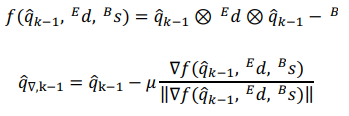 f(q̂ₖ₋₁, ᴱd, ᴮs) = q̂ₖ₋₁ ⊗ ᴱd ⊗ q̂ₖ₋₁ − ᴮ
q̂∇,ₖ₋₁ = q̂ₖ₋₁ − μ ∇f(q̂ₖ₋₁, ᴱd, ᴮs) / ‖∇f(q̂ₖ₋₁, ᴱd, ᴮs)‖